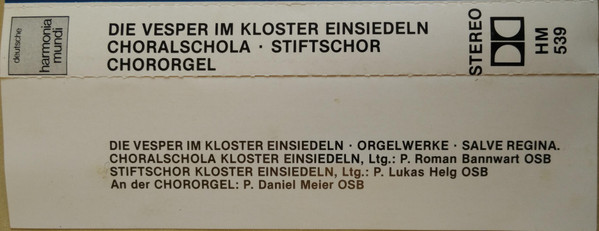 deutsche
harmonia
mundi
DIE VESPER IM KLOSTER EINSIEDELN
CHORALSCHOLA · STIFTSCHOR
CHORORGEL
STEREO
HM
539
DIE VESPER IM KLOSTER EINSIEDELN · ORGELWERKE · SALVE REGINA.
CHORALSCHOLA KLOSTER EINSIEDELN, Ltg.: P. Roman Bannwart OSB
STIFTSCHOR KLOSTER EINSIEDELN, Ltg.: P. Lukas Helg OSB
An der CHORORGEL: P. Daniel Meier OSB